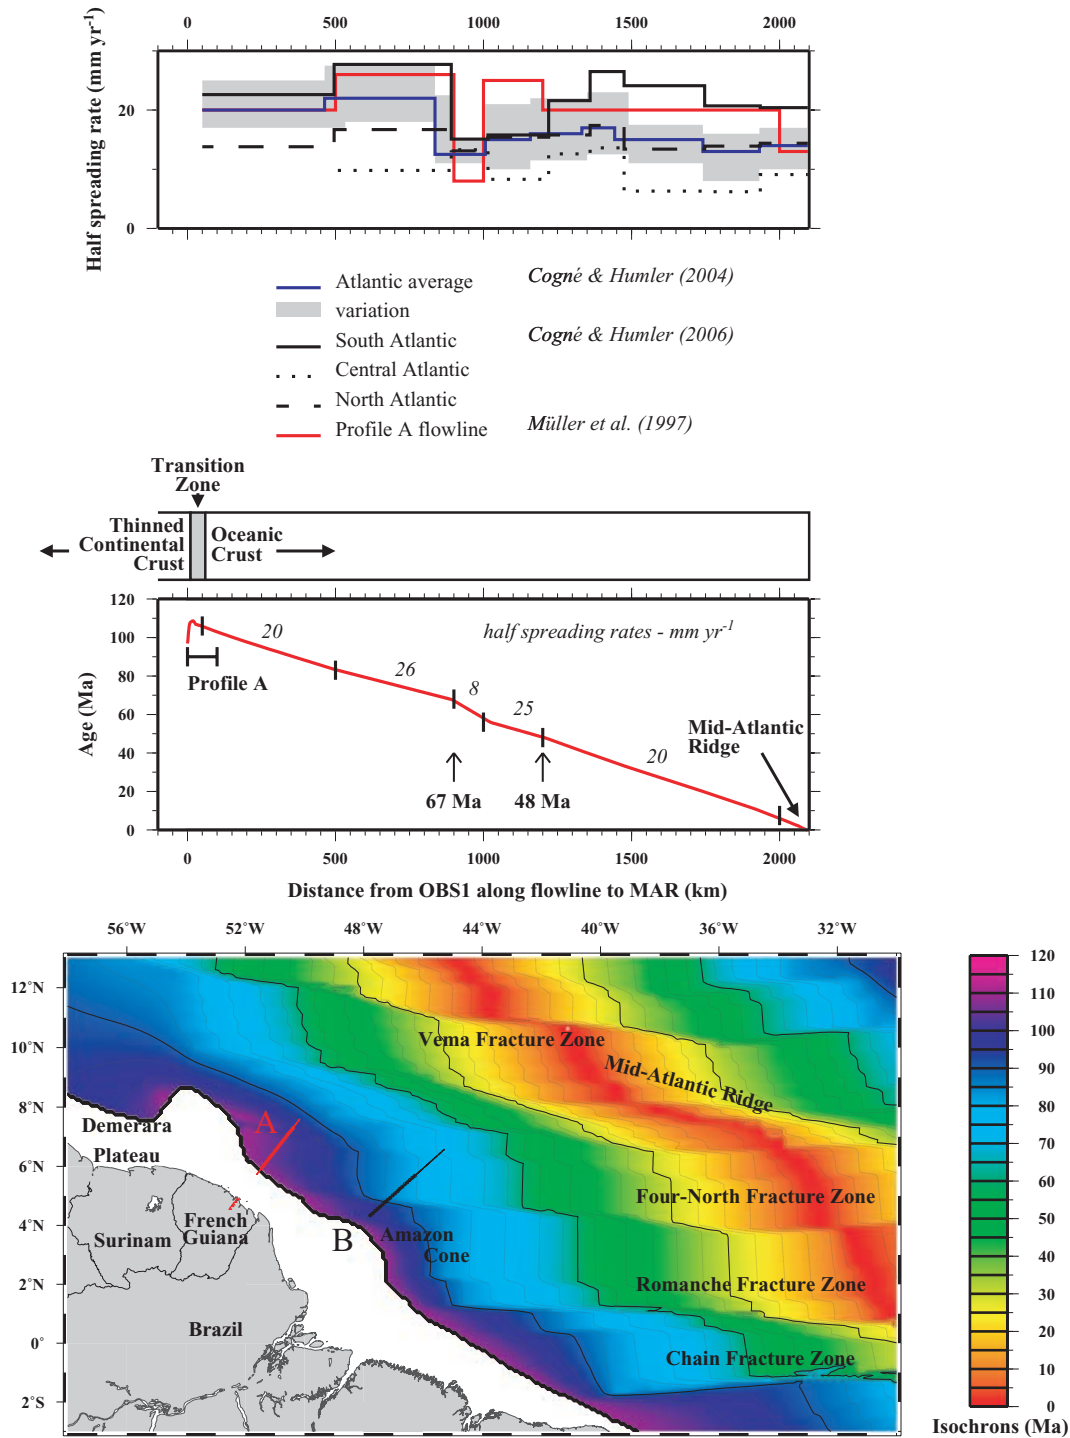 0 500 1000 1500 2000
Half spreading rate (mm yr-1)
20
0
0 500 1000 1500 2000
Atlantic average Cogné & Humler (2004)
variation
South Atlantic Cogné & Humler (2006)
Central Atlantic
North Atlantic
Profile A flowline Müller et al. (1997)
Transition
Zone
Thinned
Continental
Crust
Oceanic
Crust
120
100
80
60
40
20
0
Age (Ma)
20
26
8
25
20
half spreading rates - mm yr-1
Profile A
67 Ma
48 Ma
Mid-Atlantic
Ridge
0 500 1000 1500 2000
Distance from OBS1 along flowline to MAR (km)
56˚W 52˚W 48˚W 44˚W 40˚W 36˚W 32˚W
12˚N
10˚N
8˚N
6˚N
4˚N
2˚N
0˚
2˚S
Vema Fracture Zone
Mid-Atlantic Ridge
A
Demerara
Plateau
Four-North Fracture Zone
French
Guiana
Surinam
B
Amazon
Cone
Romanche Fracture Zone
Brazil
Chain Fracture Zone
120
110
100
90
80
70
60
50
40
30
20
10
0
Isochrons (Ma)